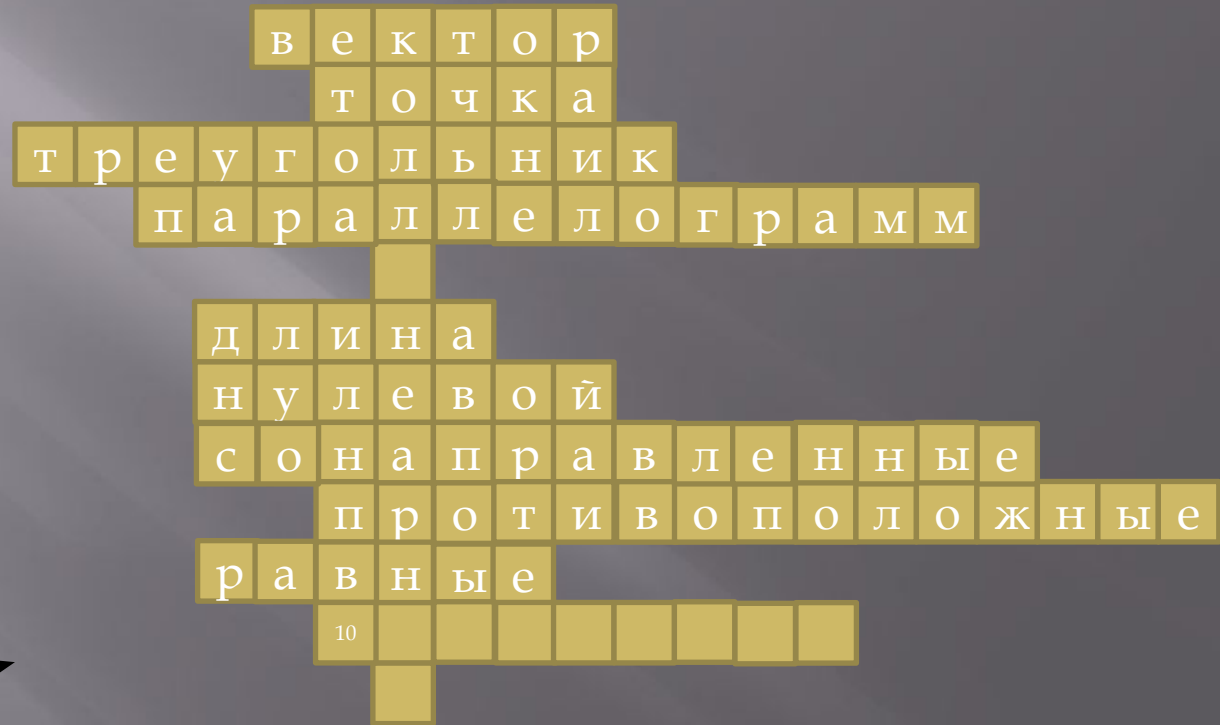 вектор
точка
треугольник
параллелограмм
длина
нулевой
сонаправленные
противоположные
равные
10